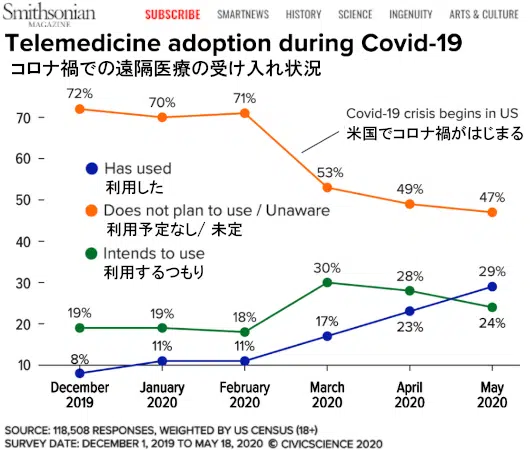 Smithsonian
MAGAZINE
SUBSCRIBE SMARTNEWS HISTORY SCIENCE INGENUITY ARTS & CULTURE
Telemedicine adoption during Covid-19
コロナ禍での遠隔医療の受け入れ状況
72%
70%
71%
70
Covid-19 crisis begins in US
米国でコロナ禍がはじまる
Has used
利用した
53%
49%
47%
50
Does not plan to use / Unaware
利用予定なし/ 未定
Intends to use
利用するつもり
30
30%
28%
29%
19%
19%
18%
17%
23%
24%
20
8%
11%
11%
10
December
2019
January
2020
February
2020
March
2020
April
2020
May
2020
SOURCE: 118,508 RESPONSES, WEIGHTED BY US CENSUS (18+)
SURVEY DATE: DECEMBER 1, 2019 TO MAY 18, 2020 © CIVICSCIENCE 2020